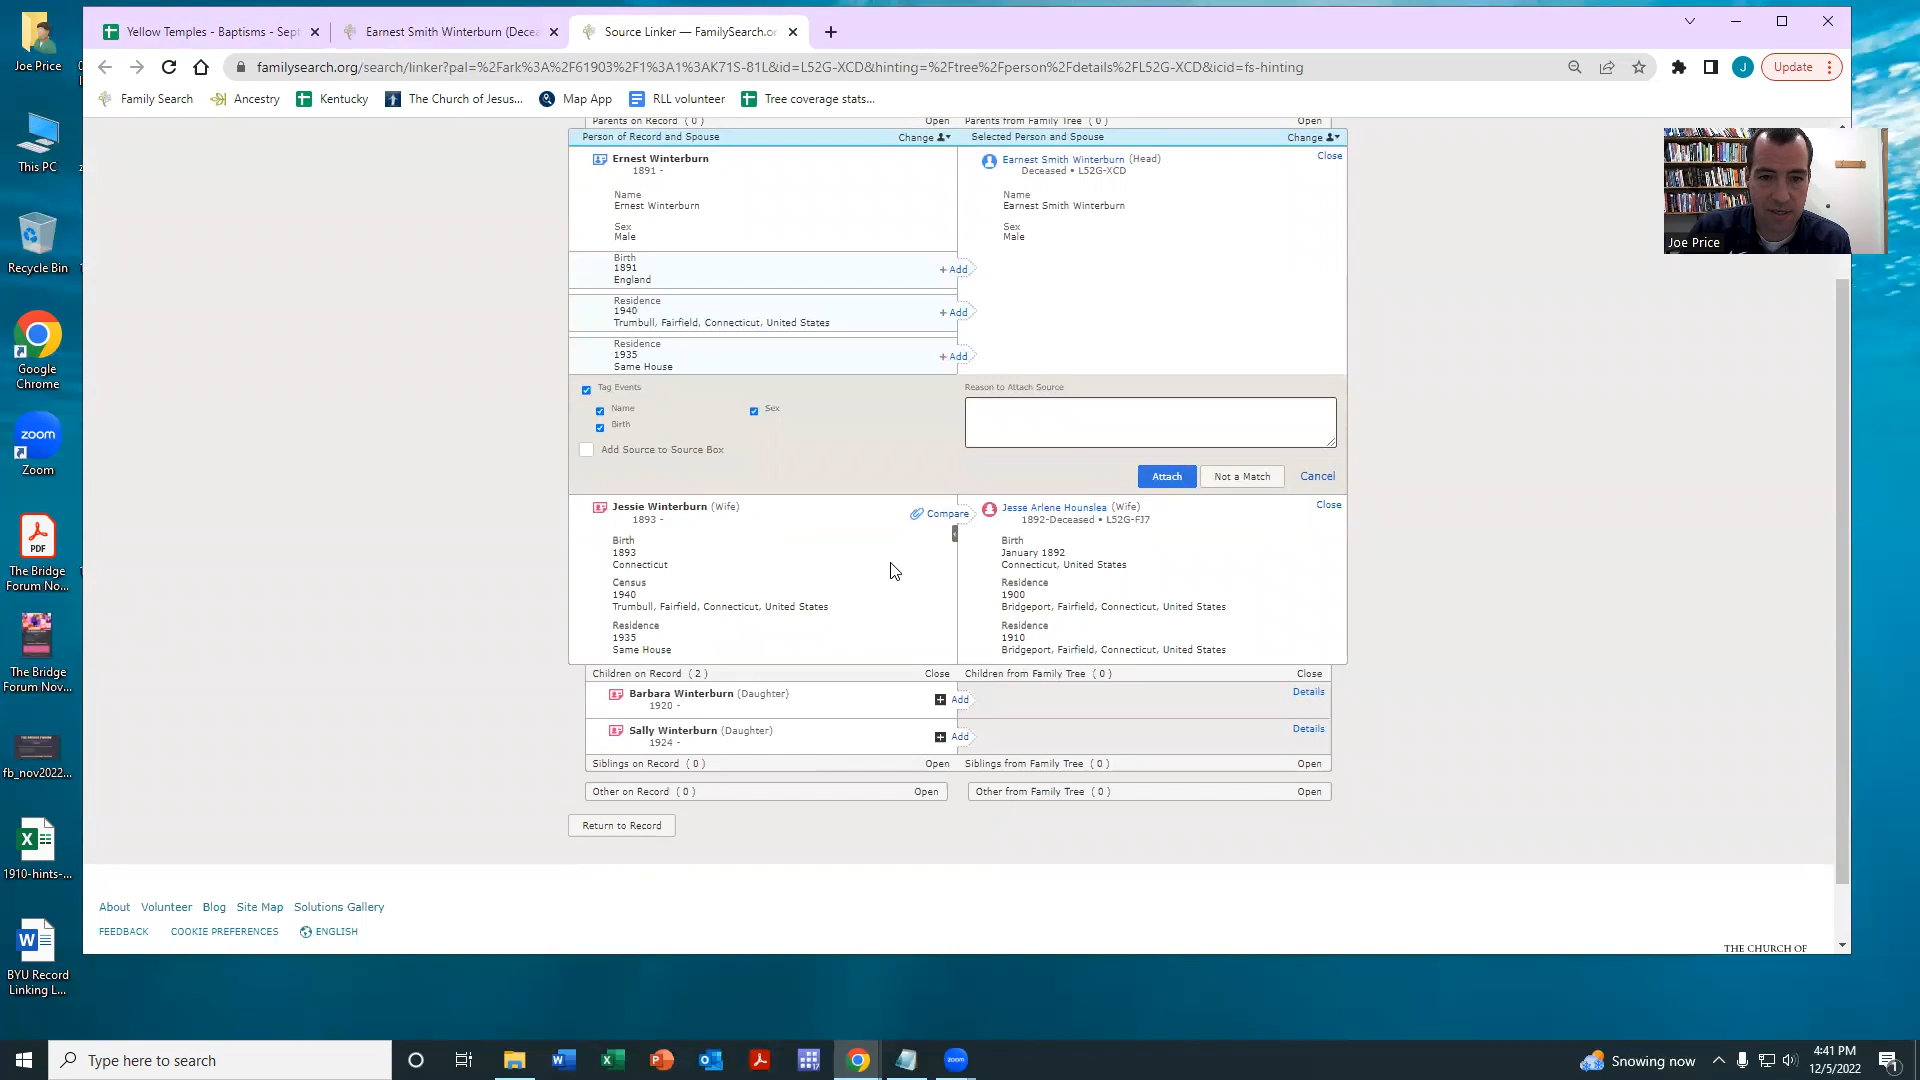 Joe Price
This PC
Recycle Bin
Google
Chrome
zoom
Zoom
PDF
The Bridge
Forum No...
The Bridge
Forum Nov...
fb_nov2022...
1910-hints-...
BYU Record
Linking L...
Yellow Temples - Baptisms - Sept
Earnest Smith Winterburn (Decea
Source Linker — FamilySearch.or
familysearch.org/search/linker?pal=%2Fark%3A%2F61903%2F1%3A1%3AK71S-81L&id=L52G-XCD&hinting=%2Ftree%2Fperson%2Fdetails%2FL52G-XCD&icid=fs-hinting
J
Update
Family Search
Ancestry
Kentucky
The Church of Jesus...
Map App
RLL volunteer
Tree coverage stats...
Parents on Record ( 0 ) Open Parents from Family Tree ( 0 ) Open
Person of Record and Spouse Change Selected Person and Spouse Change
Ernest Winterburn
1891 -
Name
Ernest Winterburn
Sex
Male
Birth
1891
England
+ Add
Residence
1940
Trumbull, Fairfield, Connecticut, United States
+ Add
Residence
1935
Same House
+ Add
Earnest Smith Winterburn (Head)
Deceased • L52G-XCD
Close
Name
Earnest Smith Winterburn
Sex
Male
Tag Events
Name
Sex
Birth
Add Source to Source Box
Reason to Attach Source
Attach
Not a Match
Cancel
Jessie Winterburn (Wife)
1893 -
Compare
Birth
1893
Connecticut
Census
1940
Trumbull, Fairfield, Connecticut, United States
Residence
1935
Same House
Jesse Arlene Hounslea (Wife)
1892-Deceased • L52G-FJ7
Close
Birth
January 1892
Connecticut, United States
Residence
1900
Bridgeport, Fairfield, Connecticut, United States
Residence
1910
Bridgeport, Fairfield, Connecticut, United States
Children on Record ( 2 ) Close Children from Family Tree ( 0 ) Close
Barbara Winterburn (Daughter)
1920 -
Add
Details
Sally Winterburn (Daughter)
1924 -
Add
Details
Siblings on Record ( 0 ) Open Siblings from Family Tree ( 0 ) Open
Other on Record ( 0 ) Open Other from Family Tree ( 0 ) Open
Return to Record
About Volunteer Blog Site Map Solutions Gallery
FEEDBACK COOKIE PREFERENCES ENGLISH
THE CHURCH OF
Joe Price
Type here to search
zoom
Snowing now
4:41 PM
12/5/2022
1